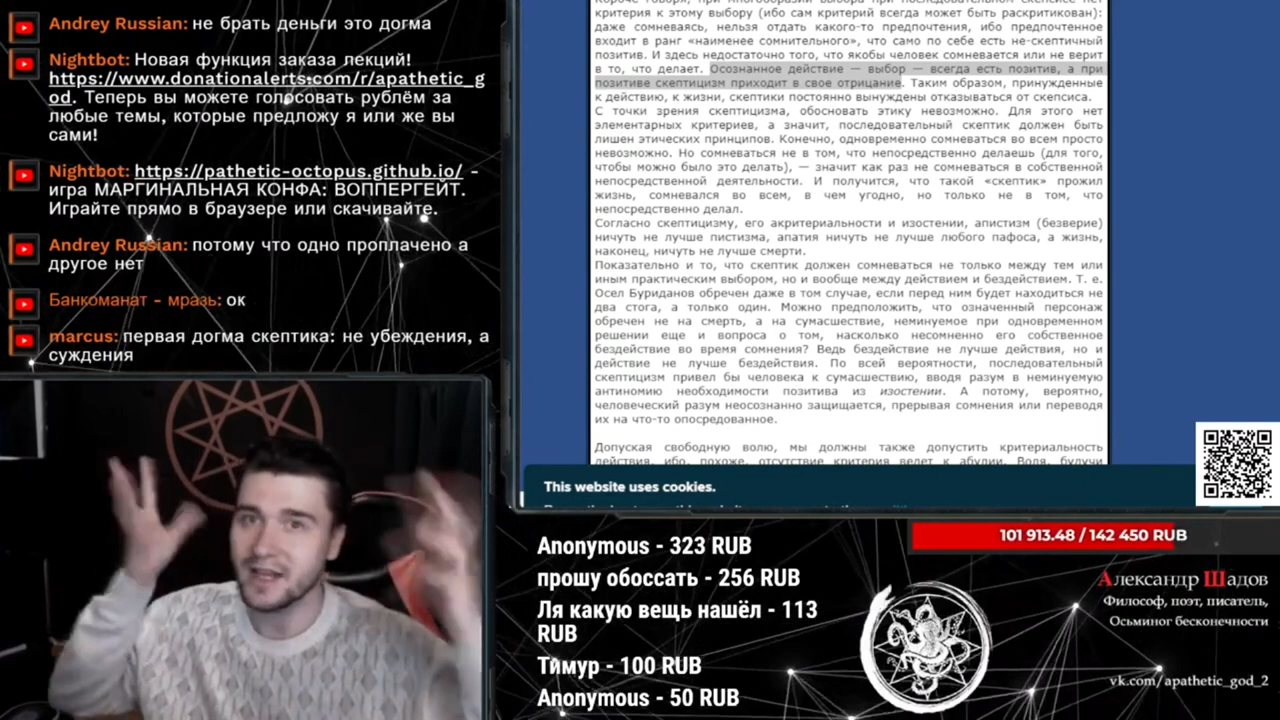 Andrey Russian: не брать деньги это догма
Nightbot: Новая функция заказа лекций!
https://www.donationalerts.com/r/apathetic_g
od. Теперь вы можете голосовать рублём за
любые темы, которые предложу я или же вы
сами!
Nightbot: https://pathetic-octopus.github.io/ -
игра МАРГИНАЛЬНАЯ КОНФА: ВОППЕРГЕЙТ.
Играйте прямо в браузере или скачивайте.
Andrey Russian: потому что одно проплачено а
другое нет
Банкоманат - мразь: ок
marcus: первая догма скептика: не убеждения, а
суждения
Короче говоря, при многообразии выбора при последовательном скепсисе нет
критерия к этому выбору (ибо сам критерий всегда может быть раскритикован):
даже сомневаясь, нельзя отдать какого-то предпочтения, ибо предпочтенное
входит в ранг «наименее сомнительного», что само по себе есть не-скептичный
позитив. И здесь недостаточно того, что якобы человек сомневается или не верит
в то, что делает. Осознанное действие — выбор — всегда есть позитив, а при
позитиве скептицизм приходит в свое отрицание. Таким образом, принужденные
к действию, к жизни, скептики постоянно вынуждены отказываться от скепсиса.
С точки зрения скептицизма, обосновать этику невозможно. Для этого нет
элементарных критериев, а значит, последовательный скептик должен быть
лишен этических принципов. Конечно, одновременно сомневаться во всем просто
невозможно. Но сомневаться не в том, что непосредственно делаешь (для того,
чтобы можно было это делать), — значит как раз не сомневаться в собственной
непосредственной деятельности. И получится, что такой «скептик» прожил
жизнь, сомневался во всем, в чем угодно, но только не в том, что
непосредственно делал.
Согласно скептицизму, его акритериальности и изостении, апистизм (безверие)
ничуть не лучше пистизма, апатия ничуть не лучше любого пафоса, а жизнь,
наконец, ничуть не лучше смерти.
Показательно и то, что скептик должен сомневаться не только между тем или
иным практическим выбором, но и вообще между действием и бездействием. Т. е.
Осел Буриданов обречен даже в том случае, если перед ним будет находиться не
два стога, а только один. Можно предположить, что означенный персонаж
обречен не на смерть, а на сумасшествие, неминуемое при одновременном
решении еще и вопроса о том, насколько несомненно его собственное
бездействие во время сомнения? Ведь бездействие не лучше действия, но и
действие не лучше бездействия. По всей вероятности, последовательный
скептицизм привел бы человека к сумасшествию, вводя разум в неминуемую
антиномию необходимости позитива из изостении. А потому, вероятно,
человеческий разум неосознанно защищается, прерывая сомнения или переводя
их на что-то опосредованное.
Допуская свободную волю, мы должны также допустить критериальность
действия, ибо, похоже, отсутствие критерия ведет к абулии. Воля, будучи
This website uses cookies.
Anonymous - 323 RUB
прошу обоссать - 256 RUB
Ля какую вещь нашёл - 113
RUB
Тимур - 100 RUB
Anonymous - 50 RUB
101 913.48 / 142 450 RUB
Александр Шадов
Философ, поэт, писатель,
Осьминог бесконечности
vk.com/apathetic_god_2